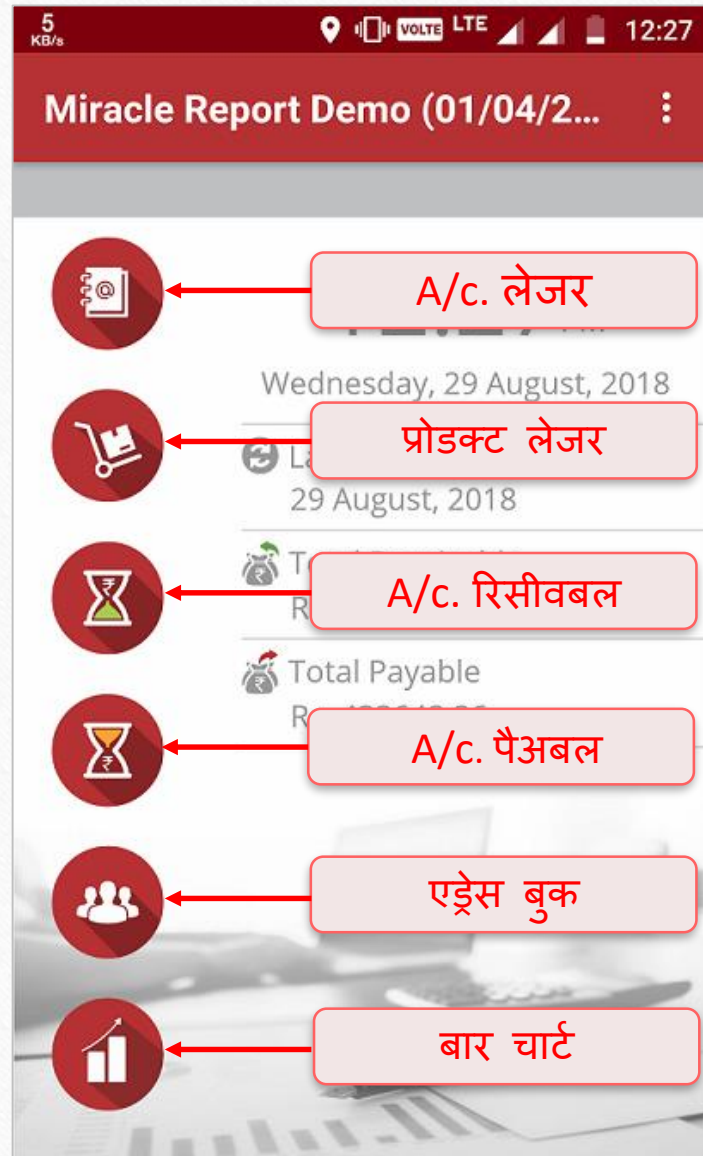 5
KB/s
VOLTE LTE 12:27
Miracle Report Demo (01/04/2...
A/c. लेजर
Wednesday, 29 August, 2018
प्रोडक्ट लेजर
29 August, 2018
A/c. रिसीवबल
Total Payable
A/c. पैअबल
एड्रेस बुक
बार चार्ट